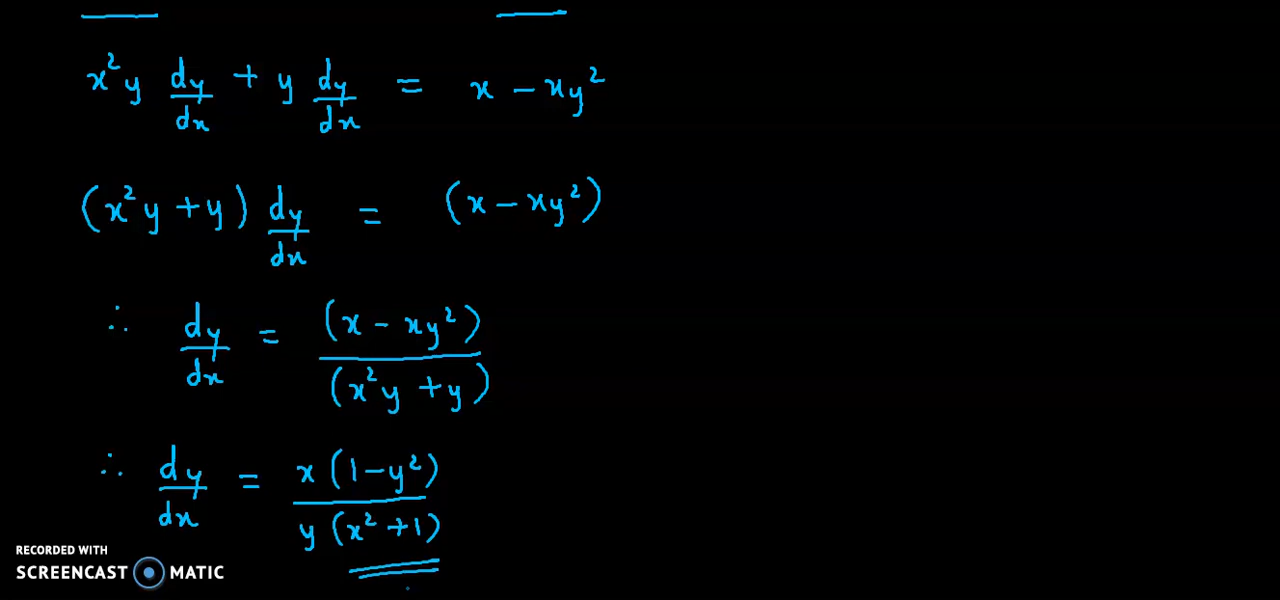 x²y dy/dx + y dy/dx = x - xy²
(x²y + y) dy/dx = (x - xy²)
∴ dy/dx = (x - xy²)/(x²y + y)
∴ dy/dx = x(1-y²)/y(x²+1)
RECORDED WITH
SCREENCAST MATIC